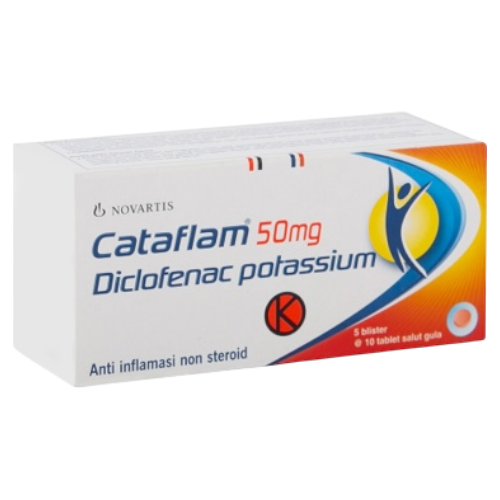 NOVARTIS
Cataflam® 50mg
Diclofenac potassium
K
Anti inflamasi non steroid
5 blister
@ 10 tablet salut gula